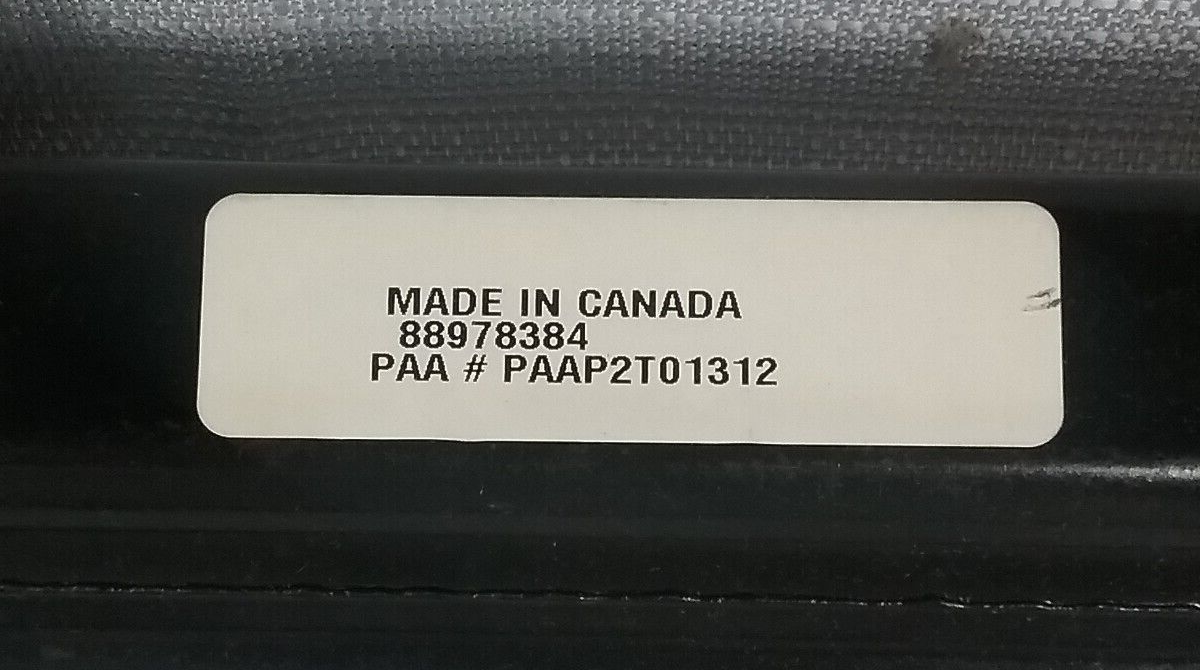 MADE IN CANADA
88978384
PAA # PAAP2T01312